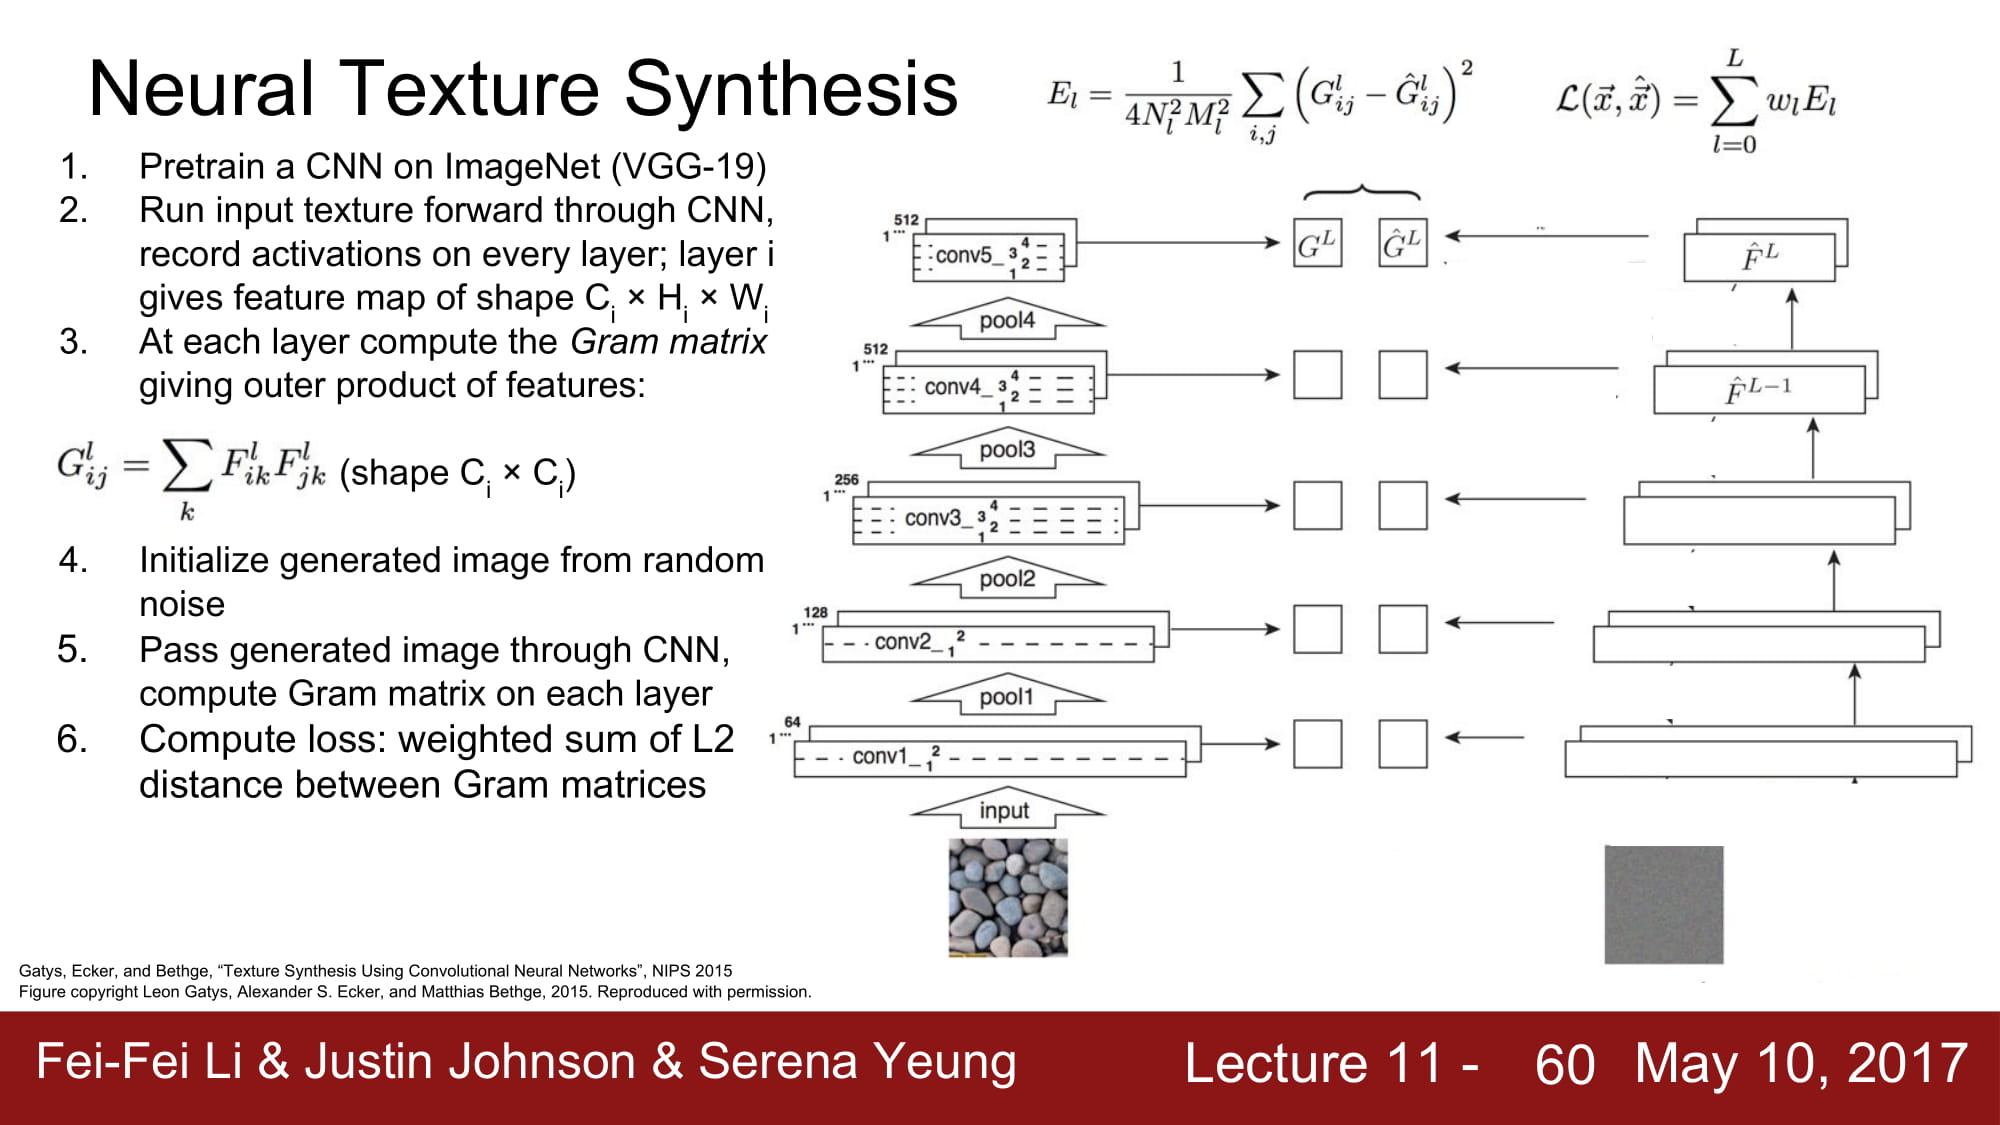 Neural Texture Synthesis
E_l = \frac{1}{4N_l^2 M_l^2} \sum_{i,j} \left( G_{ij}^l - \hat{G}_{ij}^l \right)^2
\mathcal{L}(\vec{x}, \hat{\vec{x}}) = \sum_{l=0}^{L} w_l E_l
1. Pretrain a CNN on ImageNet (VGG-19)
2. Run input texture forward through CNN,
record activations on every layer; layer i
gives feature map of shape C_i × H_i × W_i
3. At each layer compute the Gram matrix
giving outer product of features:
G_{ij}^l = \sum_k F_{ik}^l F_{jk}^l (shape C_i × C_i)
4. Initialize generated image from random
noise
5. Pass generated image through CNN,
compute Gram matrix on each layer
6. Compute loss: weighted sum of L2
distance between Gram matrices
512
1...
conv5_ 1 2 3 4
G^L
\hat{G}^L
\hat{F}^L
pool4
512
1...
conv4_ 1 2 3 4
\hat{F}^{L-1}
pool3
256
1...
conv3_ 1 2 3 4
pool2
128
1...
conv2_ 1 2
pool1
64
1...
conv1_ 1 2
input
Gatys, Ecker, and Bethge, “Texture Synthesis Using Convolutional Neural Networks”, NIPS 2015
Figure copyright Leon Gatys, Alexander S. Ecker, and Matthias Bethge, 2015. Reproduced with permission.
Fei-Fei Li & Justin Johnson & Serena Yeung
Lecture 11 - 60 May 10, 2017